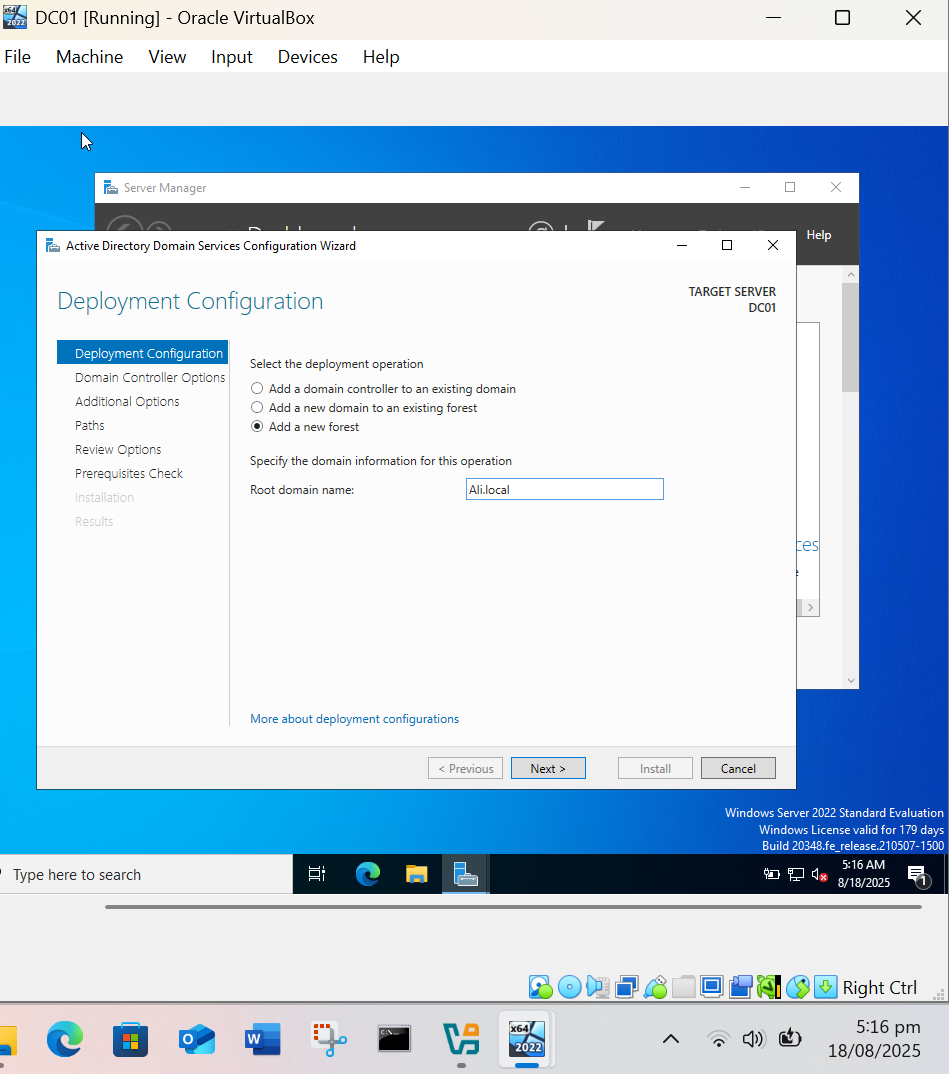 DC01 [Running] - Oracle VirtualBox
File Machine View Input Devices Help
Server Manager
Help
Active Directory Domain Services Configuration Wizard
Deployment Configuration
TARGET SERVER
DC01
Deployment Configuration
Domain Controller Options
Additional Options
Paths
Review Options
Prerequisites Check
Installation
Results
Select the deployment operation
Add a domain controller to an existing domain
Add a new domain to an existing forest
Add a new forest
Specify the domain information for this operation
Root domain name: Ali.local
More about deployment configurations
< Previous Next > Install Cancel
Windows Server 2022 Standard Evaluation
Windows License valid for 179 days
Build 20348.fe_release.210507-1500
Type here to search
5:16 AM
8/18/2025
1
Right Ctrl
x64
2022
5:16 pm
18/08/2025